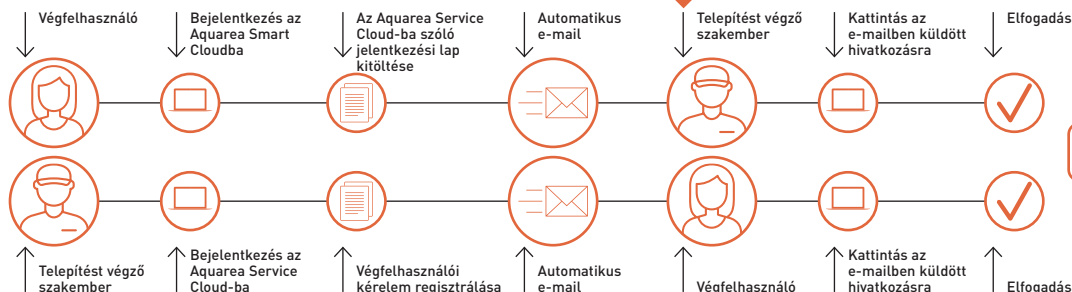 Végfelhasználó
Bejelentkezés az
Aquarea Smart
Cloudba
Az Aquarea Service
Cloud-ba szóló
jelentkezési lap
kitöltése
Automatikus
e-mail
Telepítést végző
szakember
Kattintás az
e-mailben küldött
hivatkozásra
Elfogadás
Telepítést végző
szakember
Bejelentkezés az
Aquarea Service
Cloud-ba
Végfelhasználói
kérelem regisztrálása
Automatikus
e-mail
Végfelhasználó
Kattintás az
e-mailben küldött
hivatkozásra
Elfogadás